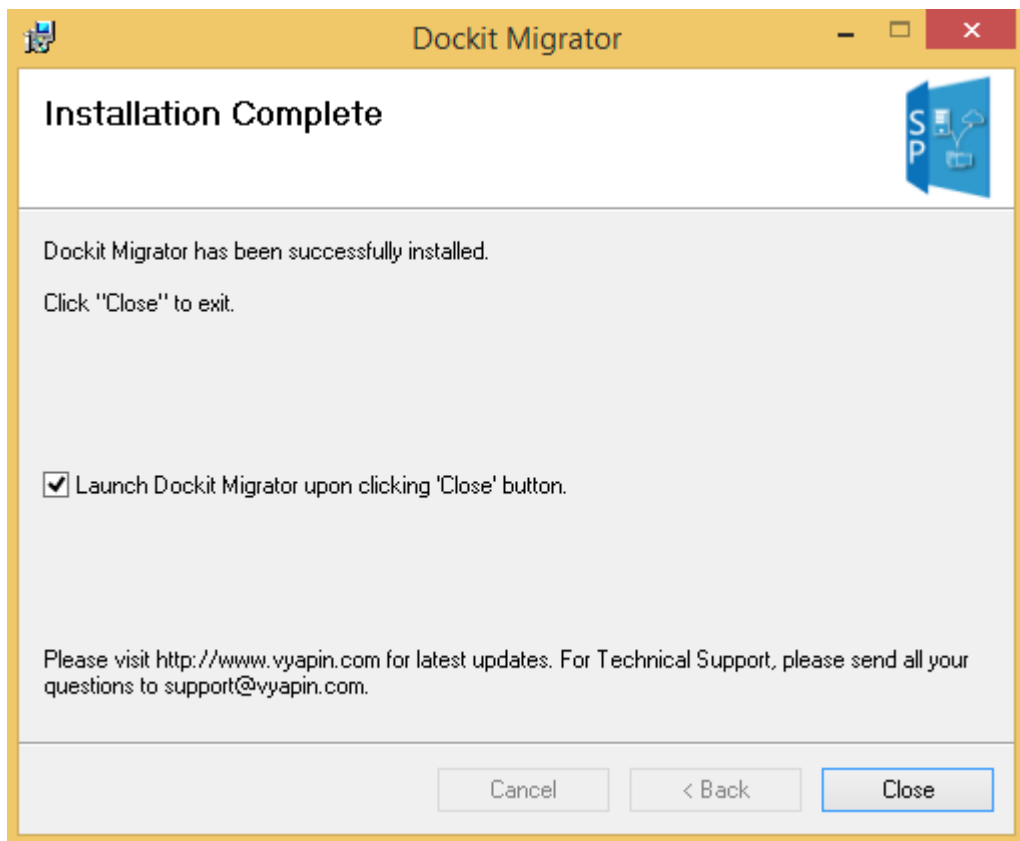 Dockit Migrator
Installation Complete
S
P
Dockit Migrator has been successfully installed.
Click "Close" to exit.
Launch Dockit Migrator upon clicking 'Close' button.
Please visit http://www.vyapin.com for latest updates. For Technical Support, please send all your
questions to support@vyapin.com.
Cancel
< Back
Close